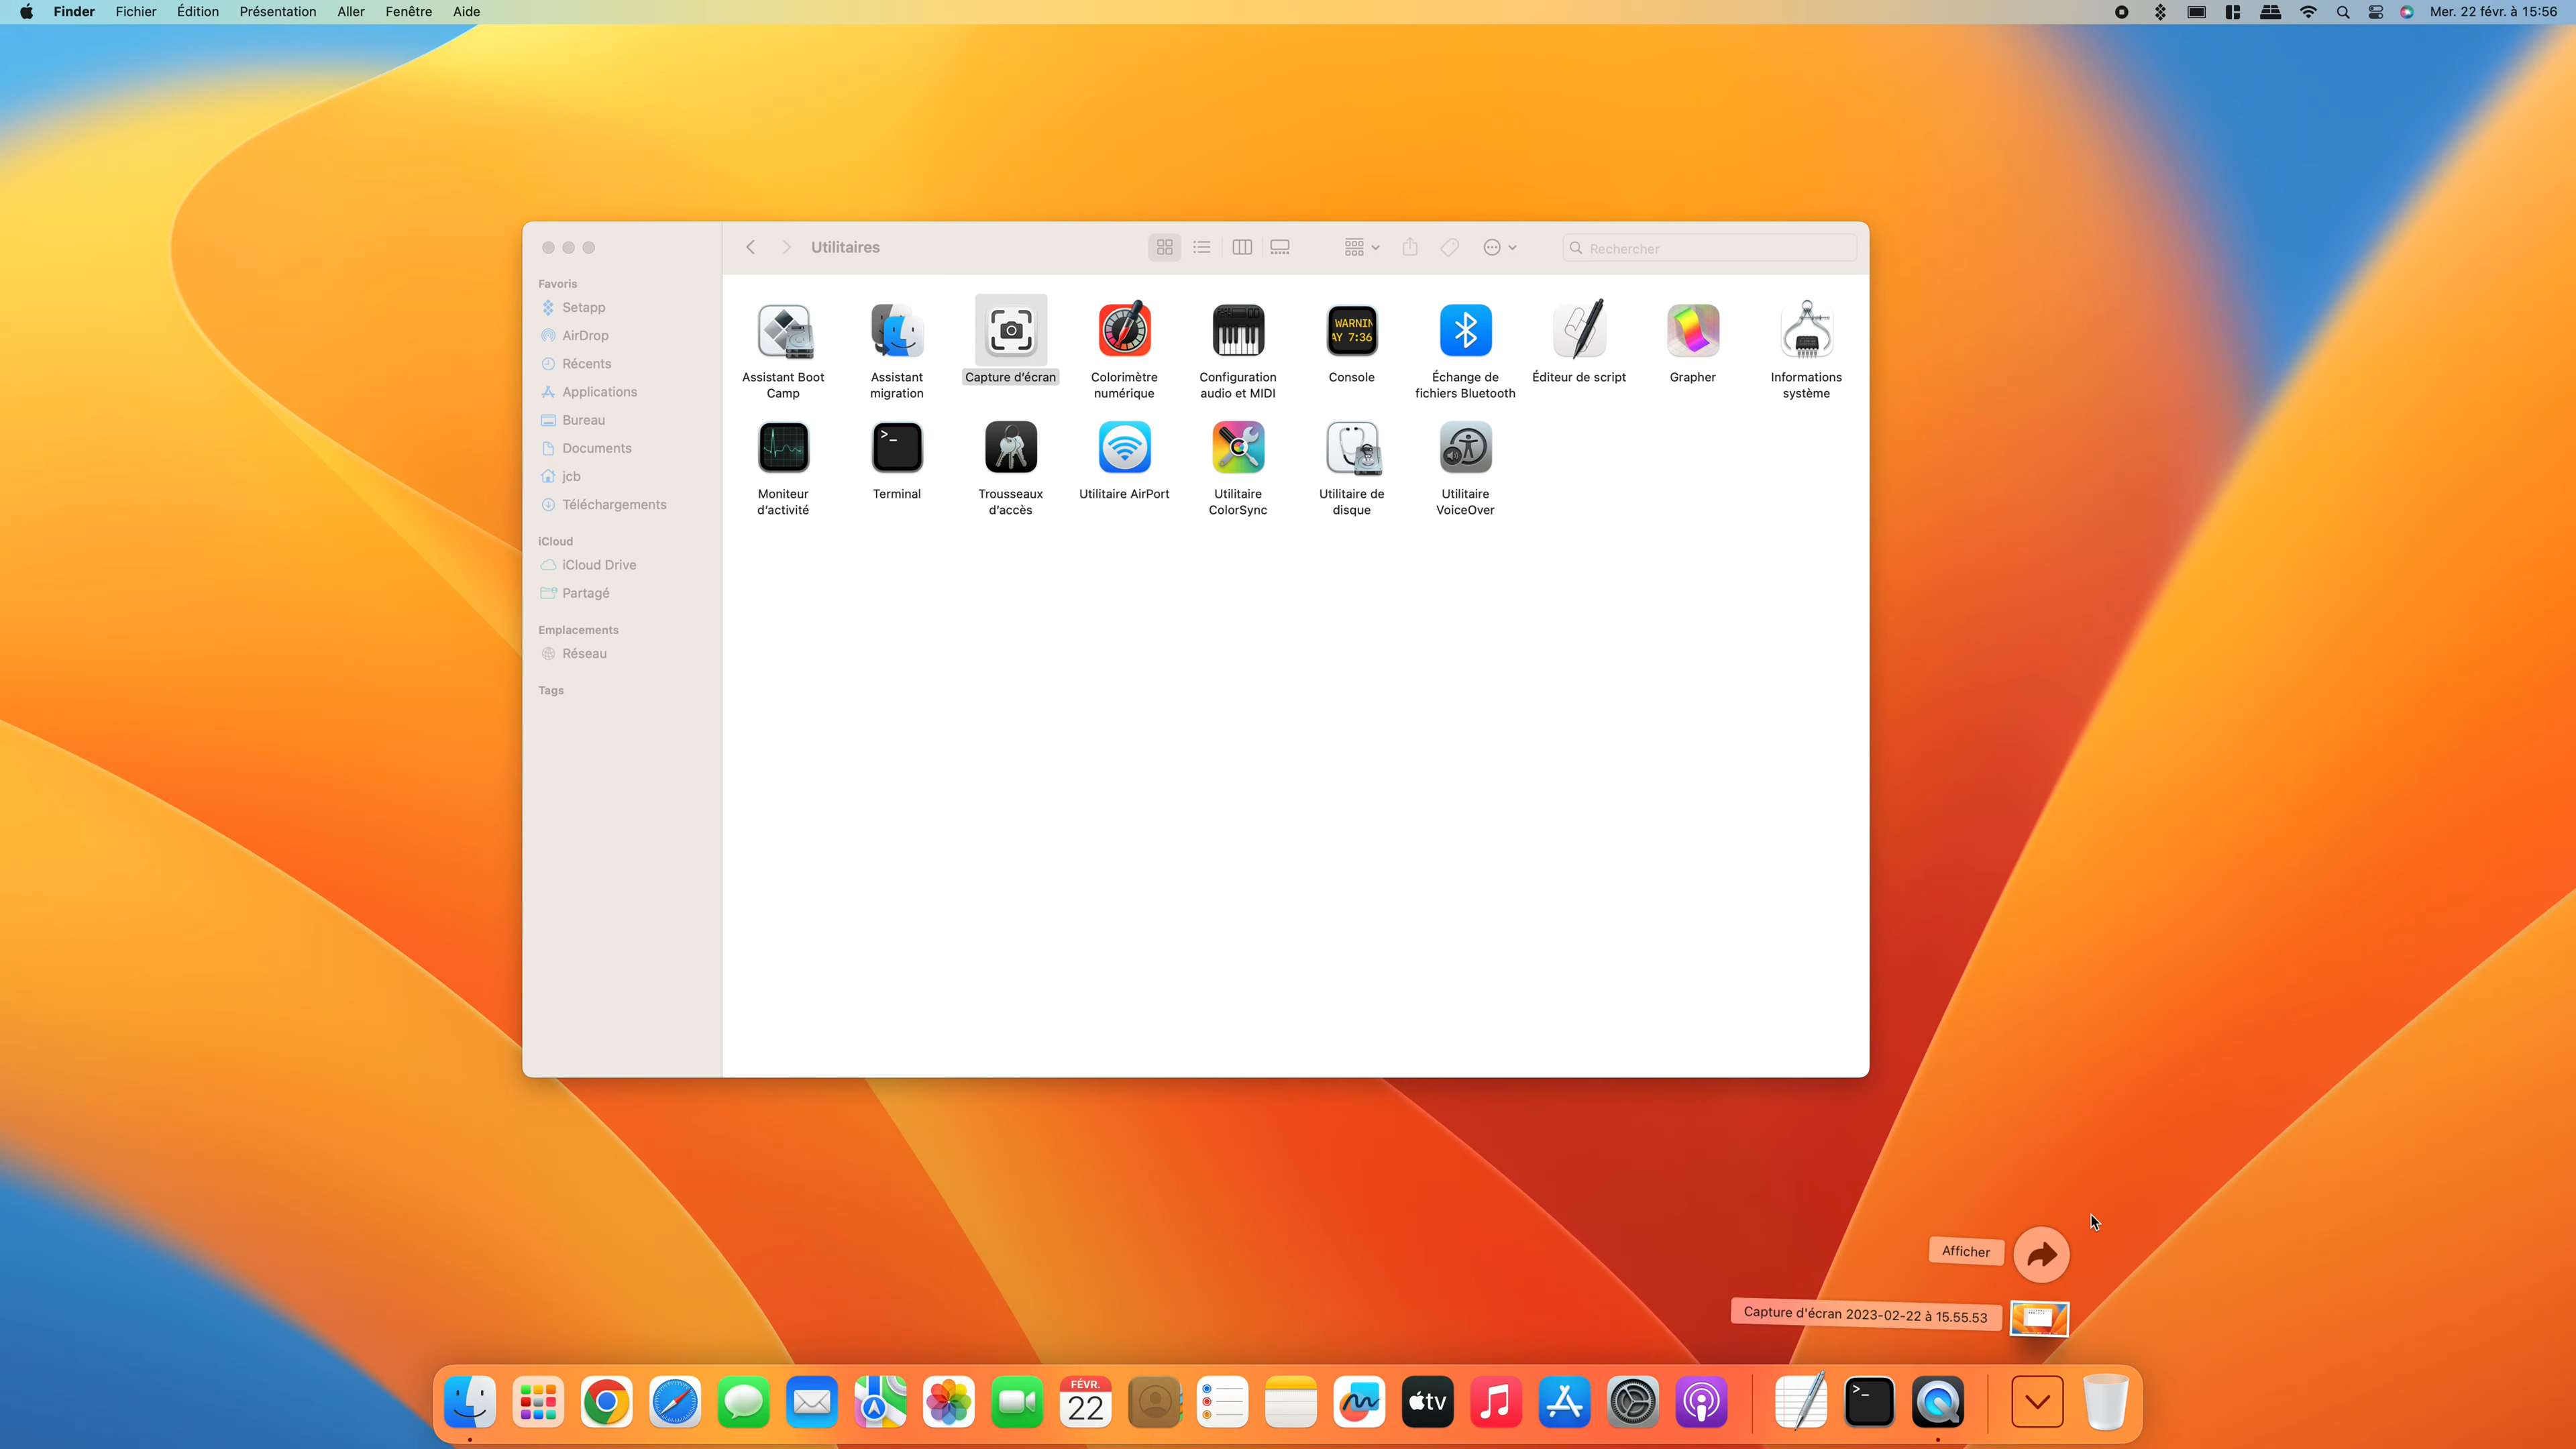 Finder Fichier Édition Présentation Aller Fenêtre Aide
Mer. 22 févr. à 15:56
Utilitaires
Rechercher
Favoris
Setapp
AirDrop
Récents
Applications
Bureau
Documents
jcb
Téléchargements
iCloud
iCloud Drive
Partagé
Emplacements
Réseau
Tags
WARNIN
AY 7:36
Assistant Boot
Camp
Assistant
migration
Capture d'écran
Colorimètre
numérique
Configuration
audio et MIDI
Console
Échange de
fichiers Bluetooth
Éditeur de script
Grapher
Informations
système
>_
Moniteur
d'activité
Terminal
Trousseaux
d'accès
Utilitaire AirPort
Utilitaire
ColorSync
Utilitaire de
disque
Utilitaire
VoiceOver
Afficher
Capture d'écran 2023-02-22 à 15.55.53
FÉVR.
22
tv
>_